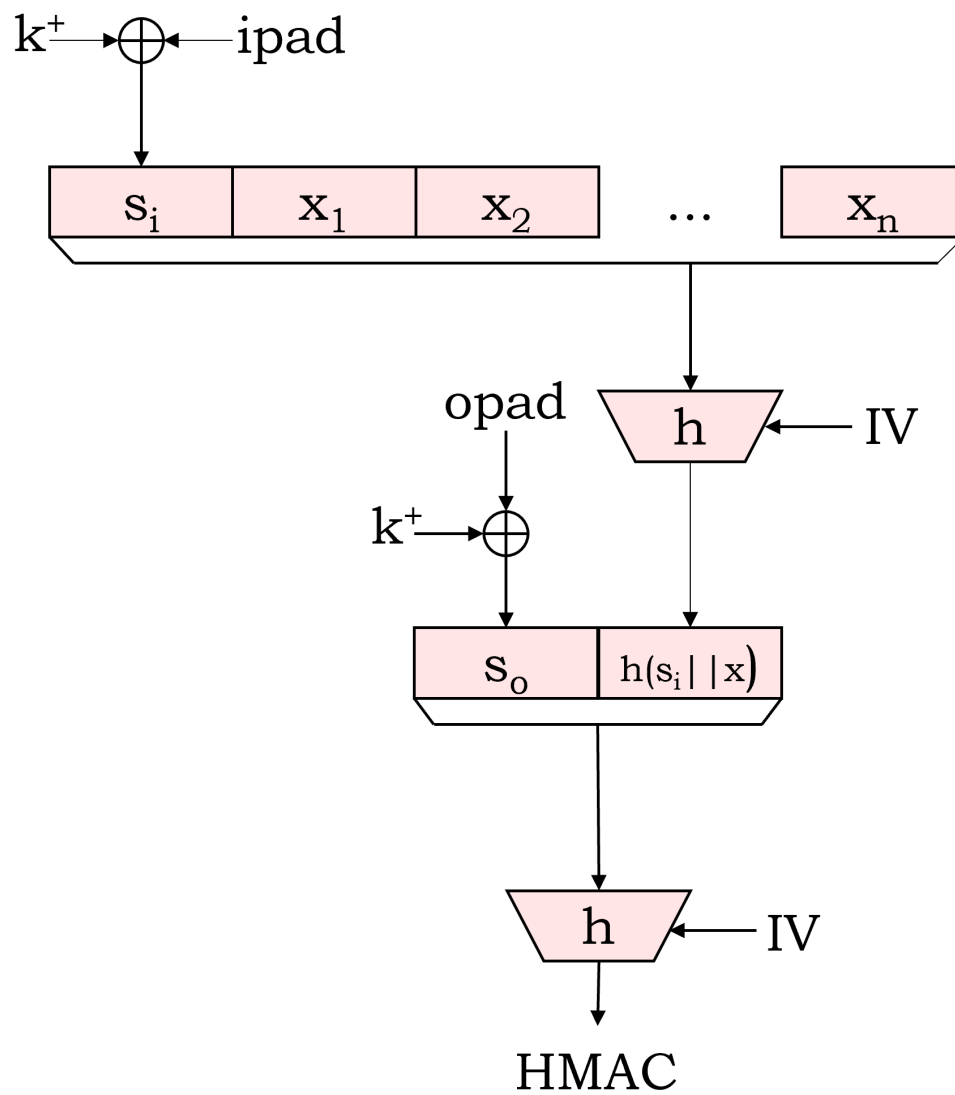 k⁺ ipad
sᵢ x₁ x₂ ... xₙ
opad
h IV
k⁺
sₒ h(sᵢ||x)
h IV
HMAC